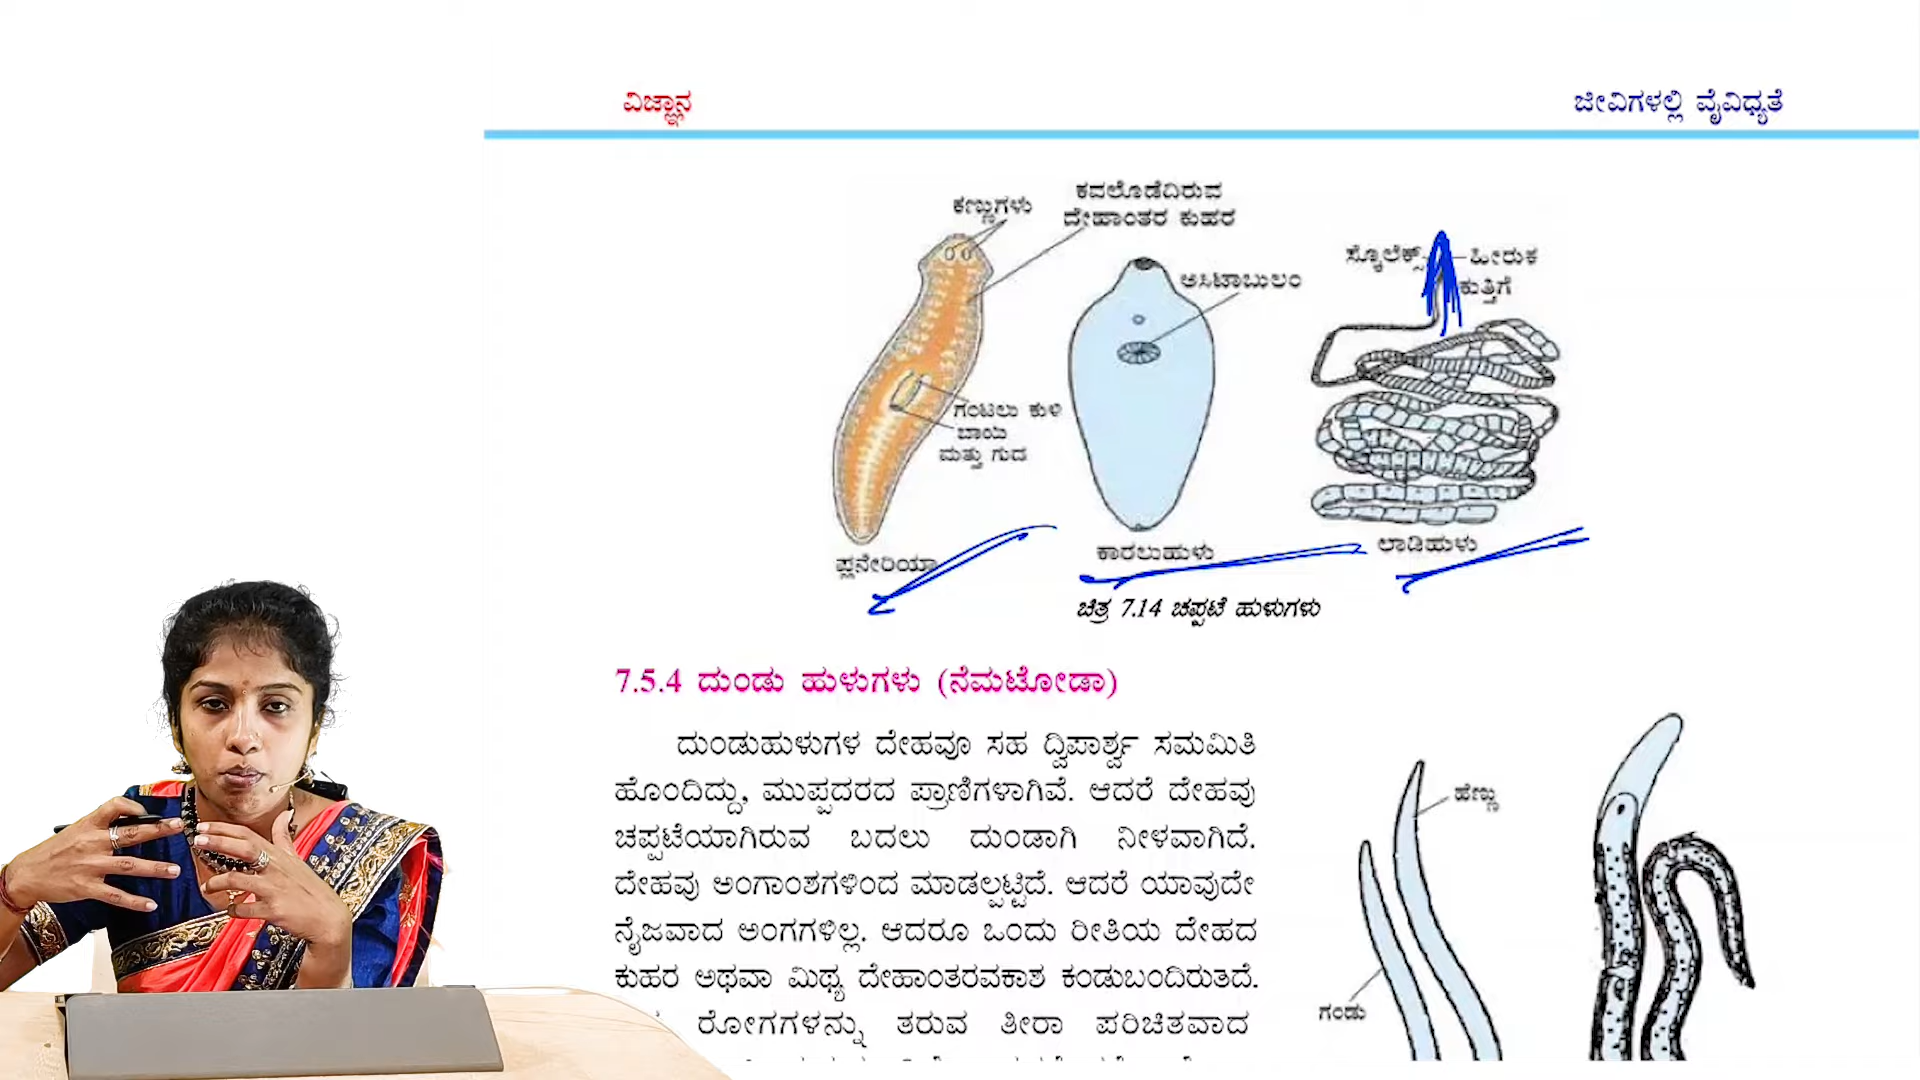 ವಿಜ್ಞಾನ
ಜೀವಿಗಳಲ್ಲಿ ವೈವಿಧ್ಯತೆ
ಕಣ್ಣುಗಳು
ಕವಲೊಡೆದಿರುವ
ದೇಹಾಂತರ ಕುಹರ
ಅಸಿಟಾಬುಲಂ
ಸ್ಕೊಲೆಕ್ಸ್
ಹೀರುಕ
ಕುತ್ತಿಗೆ
ಗಂಟಲು ಕುಳಿ
ಬಾಯಿ
ಮತ್ತು ಗುದ
ಪ್ಲನೇರಿಯಾ
ಕಾರಲುಹುಳು
ಲಾಡಿಹುಳು
ಚಿತ್ರ 7.14 ಚಪ್ಪಟೆ ಹುಳುಗಳು
7.5.4 ದುಂಡು ಹುಳುಗಳು (ನೆಮಟೋಡಾ)
ದುಂಡುಹುಳುಗಳ ದೇಹವೂ ಸಹ ದ್ವಿಪಾರ್ಶ್ವ ಸಮಮಿತಿ
ಹೊಂದಿದ್ದು, ಮುಪ್ಪದರದ ಪ್ರಾಣಿಗಳಾಗಿವೆ. ಆದರೆ ದೇಹವು
ಚಪ್ಪಟೆಯಾಗಿರುವ ಬದಲು ದುಂಡಾಗಿ ನೀಳವಾಗಿದೆ.
ದೇಹವು ಅಂಗಾಂಶಗಳಿಂದ ಮಾಡಲ್ಪಟ್ಟಿದೆ. ಆದರೆ ಯಾವುದೇ
ನೈಜವಾದ ಅಂಗಗಳಿಲ್ಲ. ಆದರೂ ಒಂದು ರೀತಿಯ ದೇಹದ
ಕುಹರ ಅಥವಾ ಮಿಥ್ಯ ದೇಹಾಂತರವಕಾಶ ಕಂಡುಬಂದಿರುತದೆ.
ರೋಗಗಳನ್ನು ತರುವ ತೀರಾ ಪರಿಚಿತವಾದ
ಹೆಣ್ಣು
ಗಂಡು